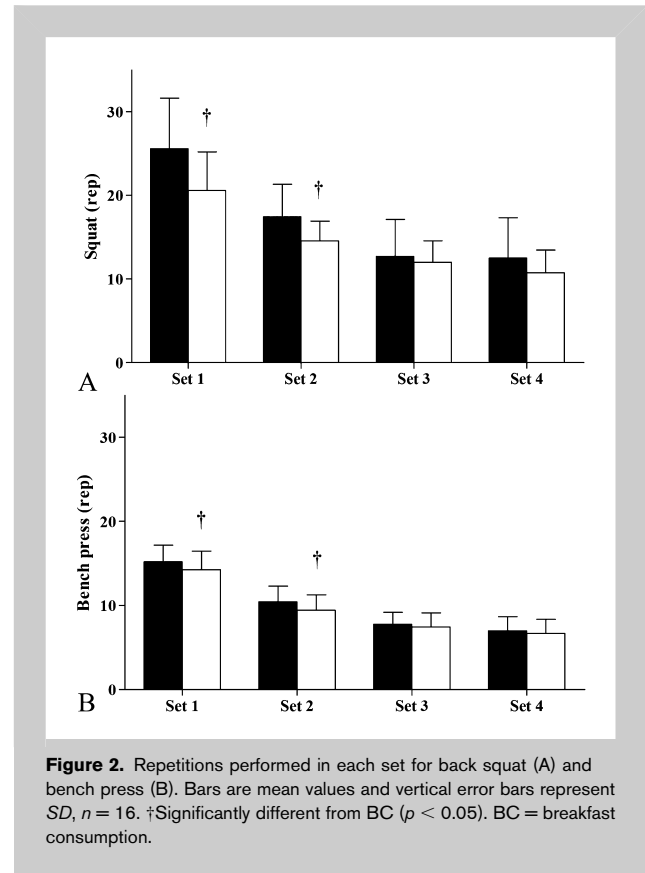 30
†
†
20
10
0
Squat (rep)
A
Set 1 Set 2 Set 3 Set 4
30
†
20
†
10
0
Bench press (rep)
B
Set 1 Set 2 Set 3 Set 4
Figure 2. Repetitions performed in each set for back squat (A) and
bench press (B). Bars are mean values and vertical error bars represent
SD, n = 16. †Significantly different from BC (p < 0.05). BC = breakfast
consumption.